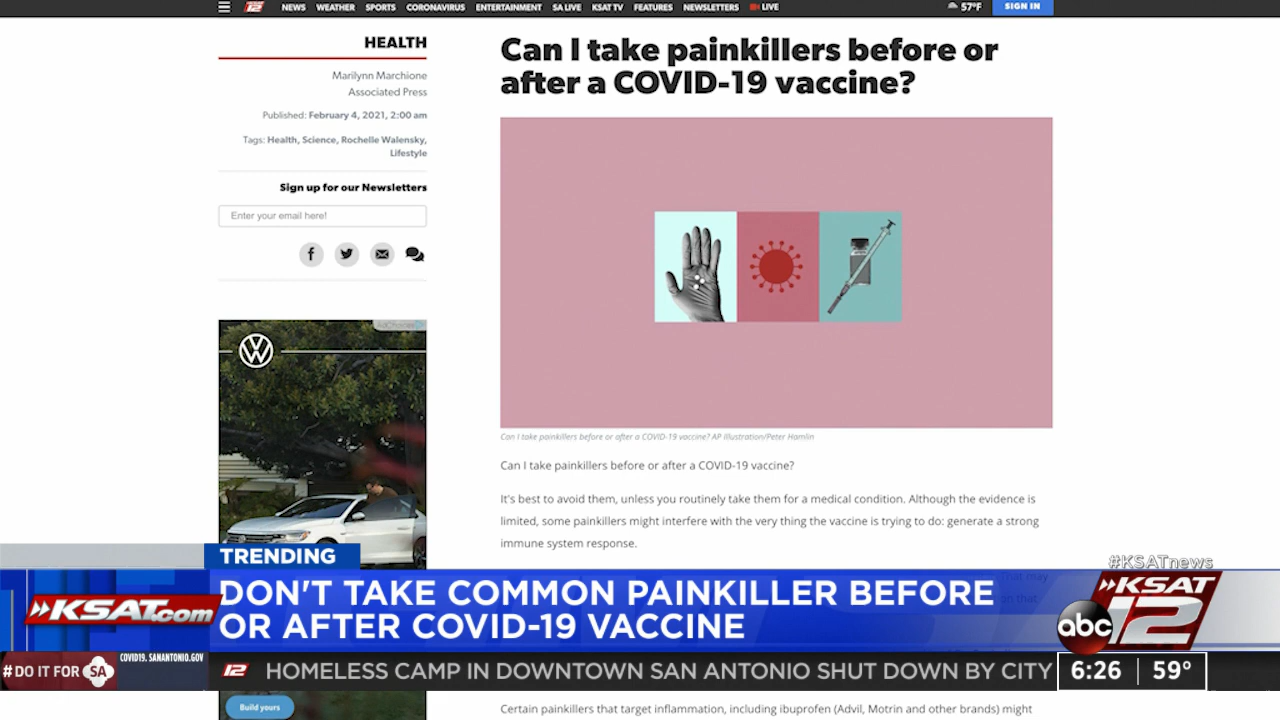 12
NEWS WEATHER SPORTS CORONAVIRUS ENTERTAINMENT SA LIVE KSAT TV FEATURES NEWSLETTERS LIVE
57°F
SIGN IN
HEALTH
Marilynn Marchione
Associated Press
Published: February 4, 2021, 2:00 am
Tags: Health, Science, Rochelle Walensky,
Lifestyle
Sign up for our Newsletters
Enter your email here!
Can I take painkillers before or
after a COVID-19 vaccine?
AdChoices
Can I take painkillers before or after a COVID-19 vaccine? AP Illustration/Peter Hamlin
Can I take painkillers before or after a COVID-19 vaccine?
It's best to avoid them, unless you routinely take them for a medical condition. Although the evidence is
limited, some painkillers might interfere with the very thing the vaccine is trying to do: generate a strong
immune system response.
TRENDING
#KSATnews
KSAT.com
DON'T TAKE COMMON PAINKILLER BEFORE
OR AFTER COVID-19 VACCINE
KSAT
abc 12
#DO IT FOR SA
COVID19.SANANTONIO.GOV
12 HOMELESS CAMP IN DOWNTOWN SAN ANTONIO SHUT DOWN BY CITY
6:26 59°
Build yours
Certain painkillers that target inflammation, including ibuprofen (Advil, Motrin and other brands) might